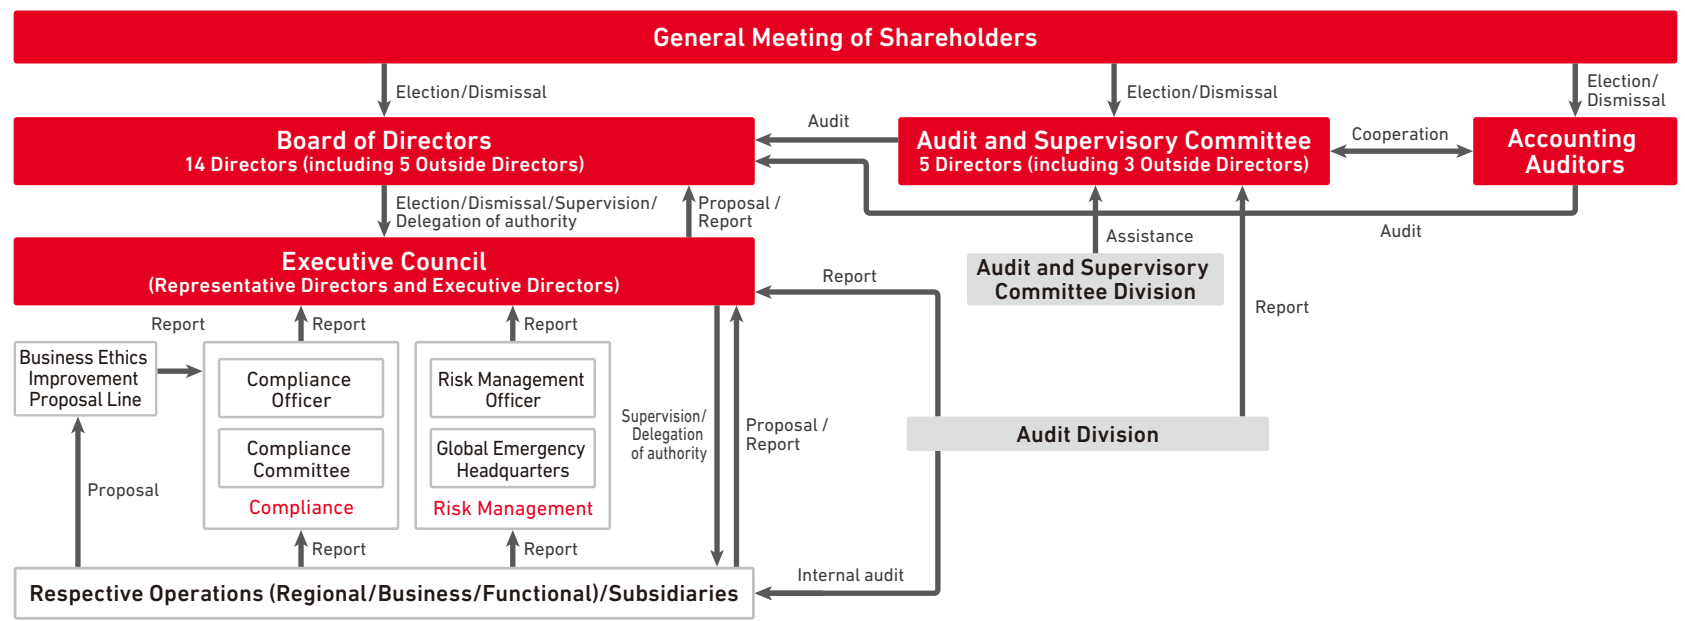 General Meeting of Shareholders
Election/Dismissal
Election/Dismissal
Election/
Dismissal
Board of Directors
14 Directors (including 5 Outside Directors)
Audit
Audit and Supervisory Committee
5 Directors (including 3 Outside Directors)
Cooperation
Accounting
Auditors
Election/Dismissal/Supervision/
Delegation of authority
Proposal /
Report
Assistance
Audit
Executive Council
(Representative Directors and Executive Directors)
Report
Audit and Supervisory
Committee Division
Report
Report
Report
Report
Business Ethics
Improvement
Proposal Line
Compliance
Officer
Compliance
Committee
Compliance
Risk Management
Officer
Global Emergency
Headquarters
Risk Management
Supervision/
Delegation
of authority
Proposal /
Report
Audit Division
Proposal
Report
Report
Internal audit
Respective Operations (Regional/Business/Functional)/Subsidiaries